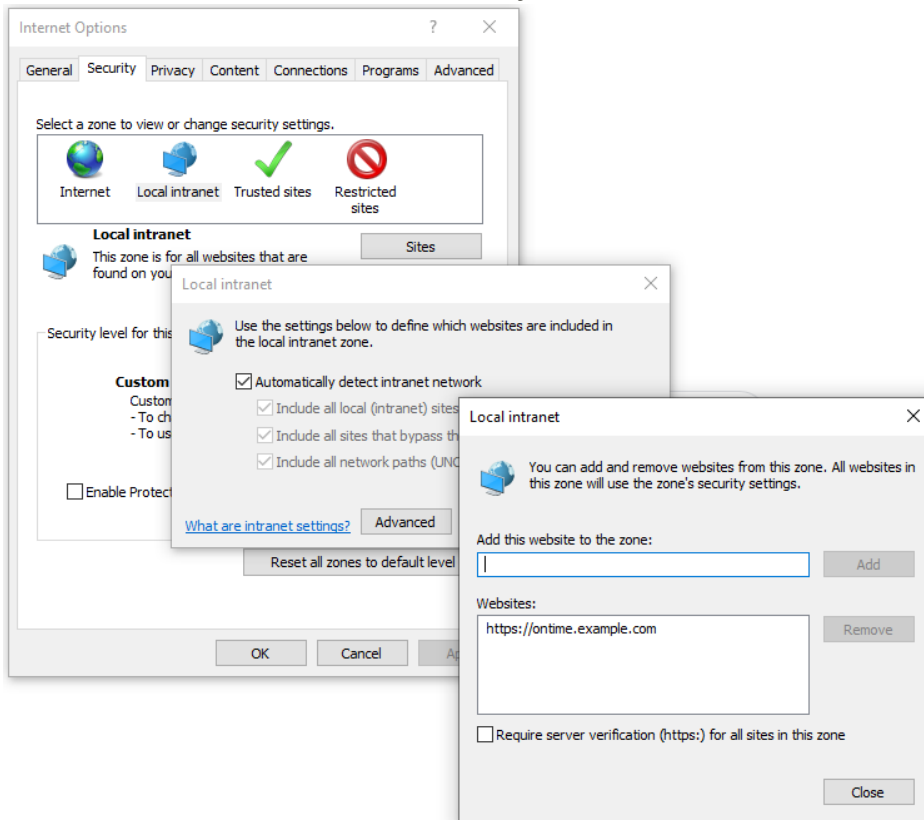 Internet Options
General Security Privacy Content Connections Programs Advanced
Select a zone to view or change security settings.
Internet Local intranet Trusted sites Restricted
sites
Local intranet
This zone is for all websites that are
found on you
Sites
Security level for this
Custom
Custom
- To ch
- To us
Enable Protect
Reset all zones to default level
OK Cancel Ap
Local intranet
Use the settings below to define which websites are included in
the local intranet zone.
Automatically detect intranet network
Include all local (intranet) sites
Include all sites that bypass th
Include all network paths (UNC
What are intranet settings? Advanced
Local intranet
You can add and remove websites from this zone. All websites in
this zone will use the zone's security settings.
Add this website to the zone:
Add
Websites:
https://ontime.example.com
Remove
Require server verification (https:) for all sites in this zone
Close